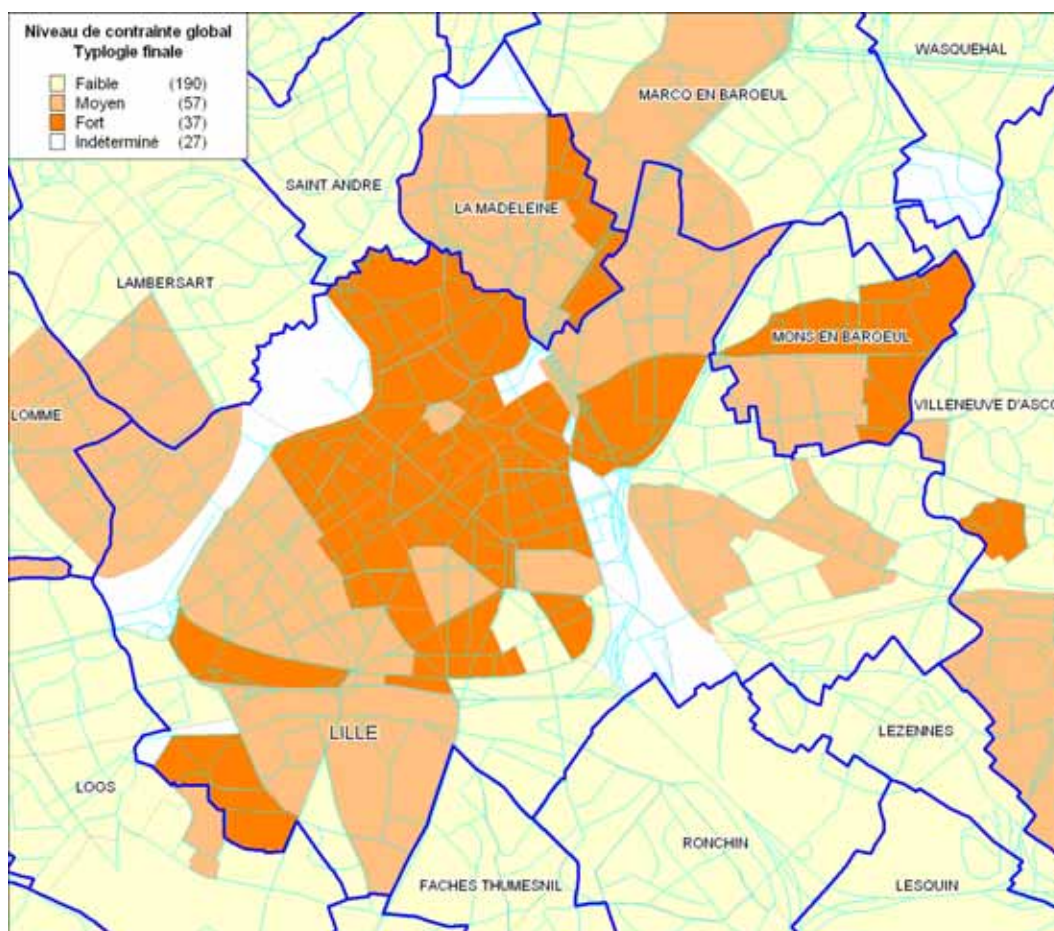 Niveau de contrainte global
Typlogie finale
Faible (190)
Moyen (57)
Fort (37)
Indéterminé (27)
WASQUEHAL
MARCQ EN BAROEUL
SAINT ANDRE
LA MADELEINE
LAMBERSART
MONS EN BAROEUL
LOMME
VILLENEUVE D'ASCQ
LILLE
LEZENNES
LOOS
RONCHIN
FACHES THUMESNIL
LESQUIN